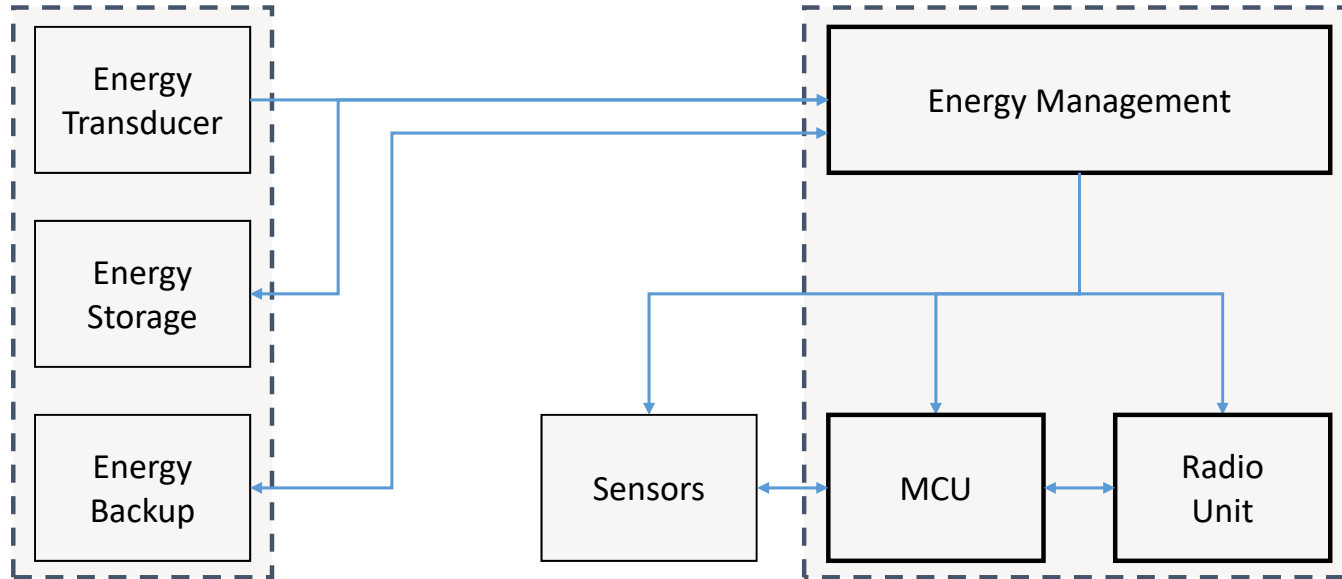 Energy
Transducer
Energy Management
Energy
Storage
Energy
Backup
Sensors
MCU
Radio
Unit